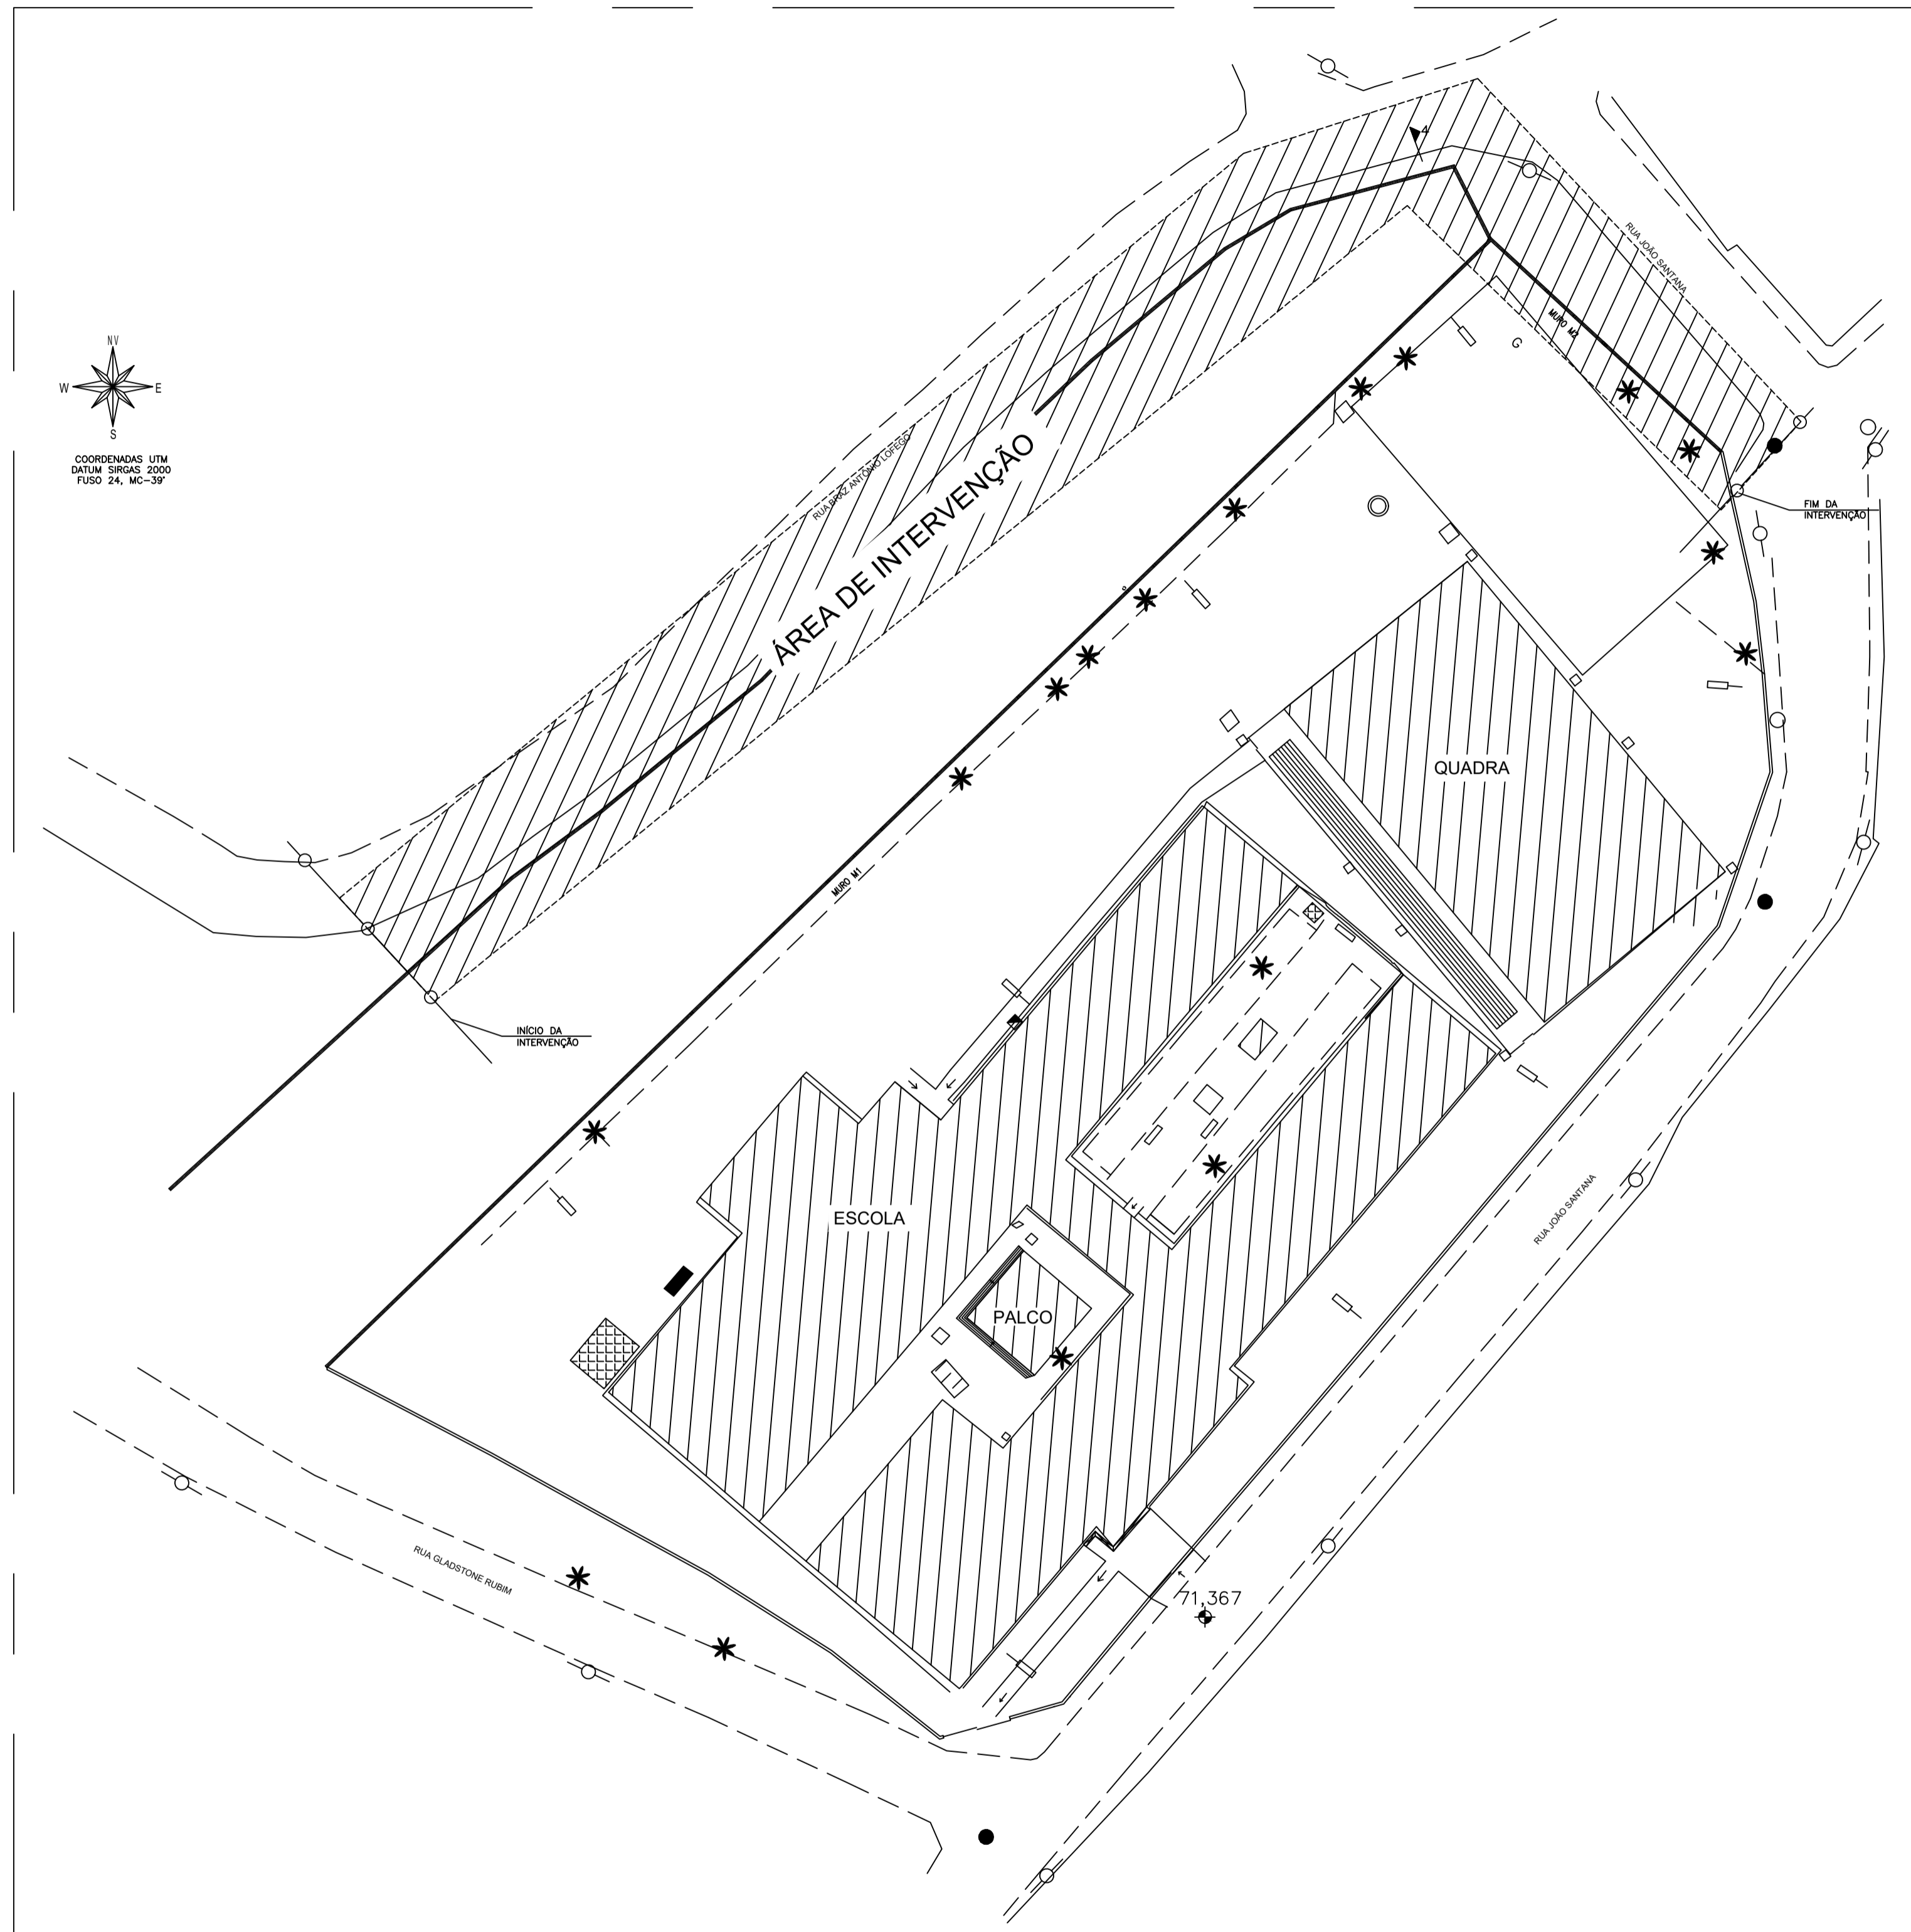 4
RUA JOÃO SANTANA
MURO M2
G
NV
W
E
S
COORDENADAS UTM
DATUM SIRGAS 2000
FUSO 24, MC-39°
RUA BRAZ ANTÔNIO LOFEGO
ÁREA DE INTERVENÇÃO
FIM DA
INTERVENÇÃO
QUADRA
MURO M1
INÍCIO DA
INTERVENÇÃO
ESCOLA
PALCO
RUA JOÃO SANTANA
RUA GLADSTONE RUBIM
71,367